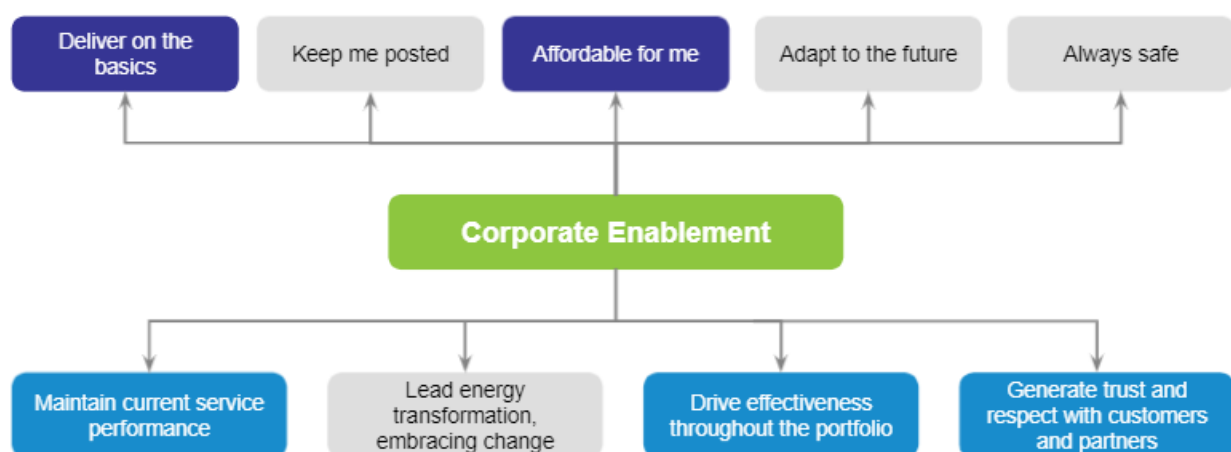 Deliver on the
basics
Keep me posted
Affordable for me
Adapt to the future
Always safe
Corporate Enablement
Maintain current service
performance
Lead energy
transformation,
embracing change
Drive effectiveness
throughout the portfolio
Generate trust and
respect with customers
and partners